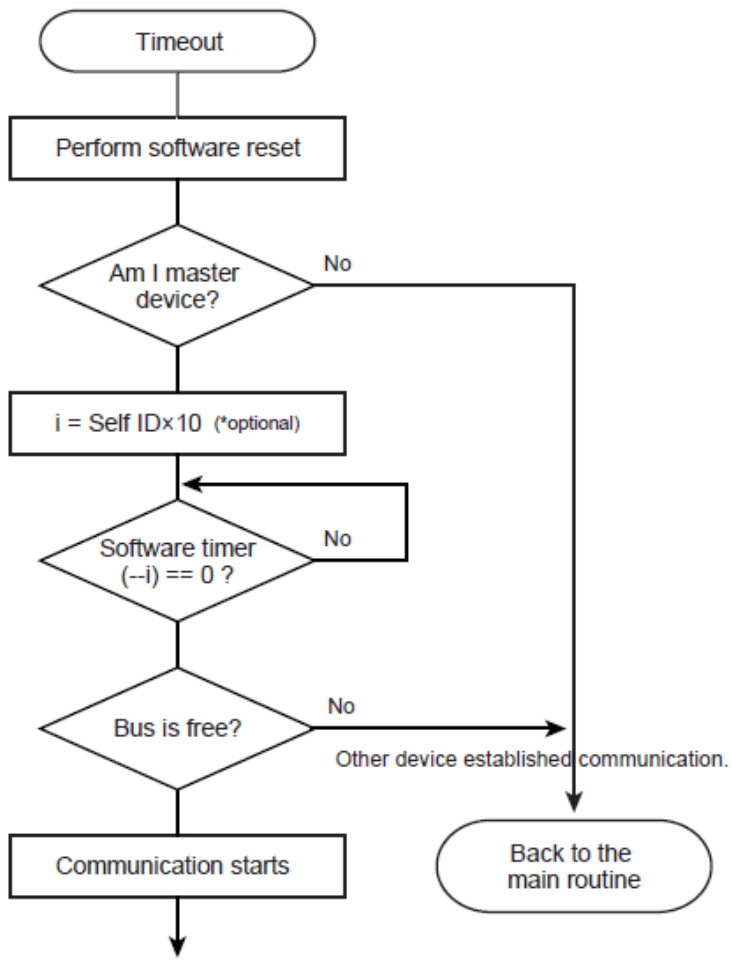 Timeout
Perform software reset
Am I master
device?
No
i = Self ID×10 (*optional)
Software timer
(--i) == 0 ?
No
Bus is free?
No
Other device established communication.
Communication starts
Back to the
main routine